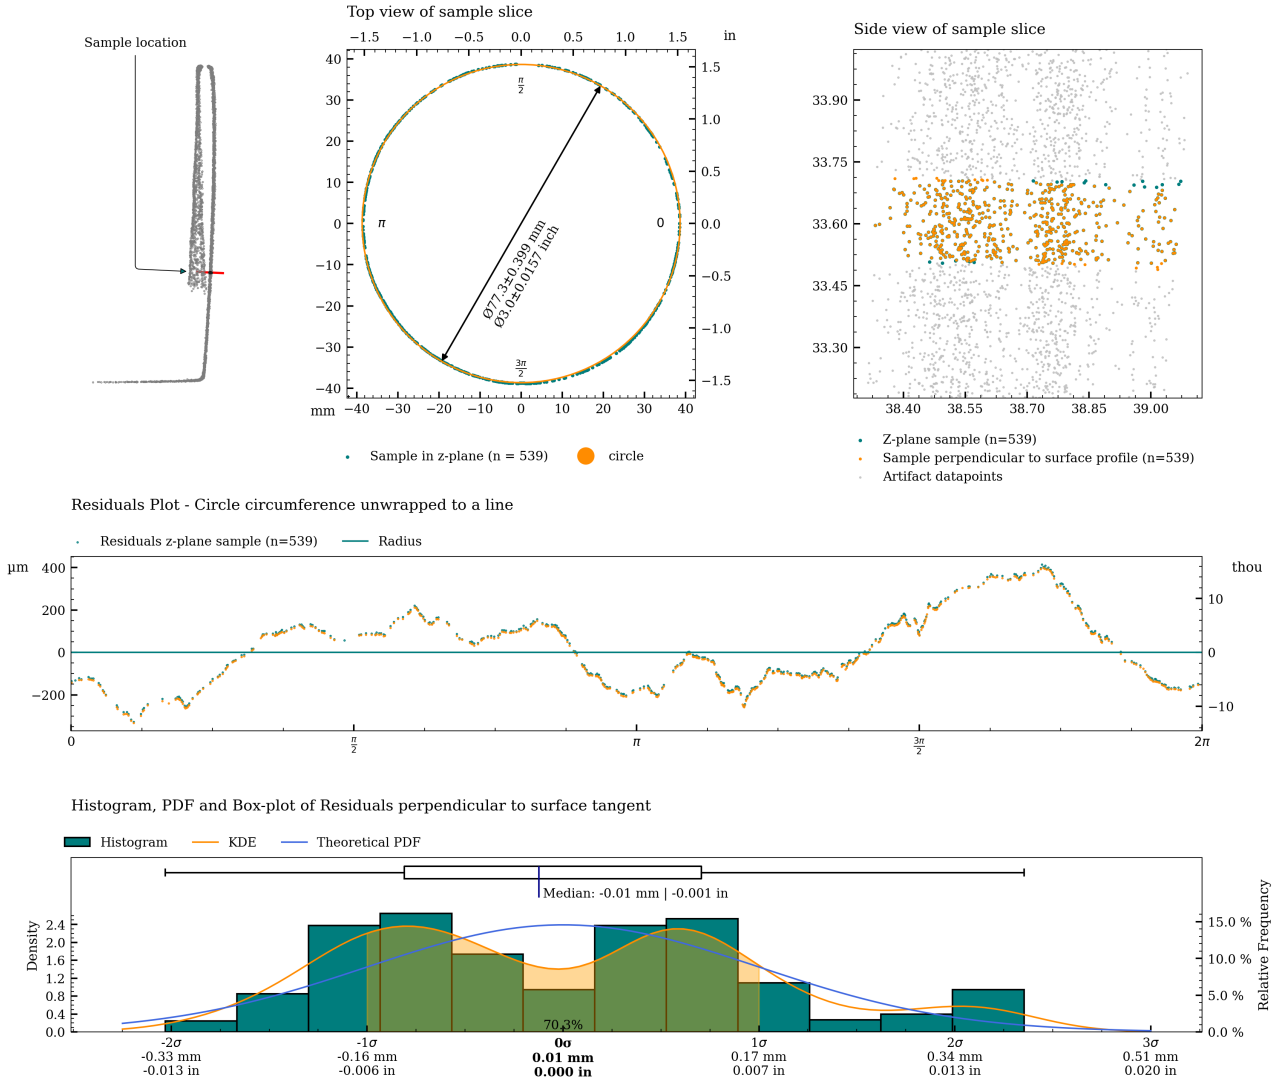 Sample location
Top view of sample slice
−1.5 −1.0 −0.5 0.0 0.5 1.0 1.5 in
40 30 20 10 0 −10 −20 −30 −40
1.5 1.0 0.5 0.0 −0.5 −1.0 −1.5
π/2
π
0
3π/2
Ø77.3±0.399 mm
Ø3.0±0.0157 inch
mm −40 −30 −20 −10 0 10 20 30 40
Sample in z-plane (n = 539) circle
Side view of sample slice
33.90
33.75
33.60
33.45
33.30
38.40 38.55 38.70 38.85 39.00
Z-plane sample (n=539)
Sample perpendicular to surface profile (n=539)
Artifact datapoints
Residuals Plot - Circle circumference unwrapped to a line
Residuals z-plane sample (n=539) Radius
µm 400 200 0 −200
thou 10 0 −10
0 π/2 π 3π/2 2π
Histogram, PDF and Box-plot of Residuals perpendicular to surface tangent
Histogram KDE Theoretical PDF
Median: -0.01 mm | -0.001 in
Density
2.4 2.0 1.6 1.2 0.8 0.4 0.0
15.0 % 10.0 % 5.0 % 0.0 %
Relative Frequency
70.3%
-2σ -1σ 0σ 1σ 2σ 3σ
-0.33 mm -0.16 mm 0.01 mm 0.17 mm 0.34 mm 0.51 mm
-0.013 in -0.006 in 0.000 in 0.007 in 0.013 in 0.020 in